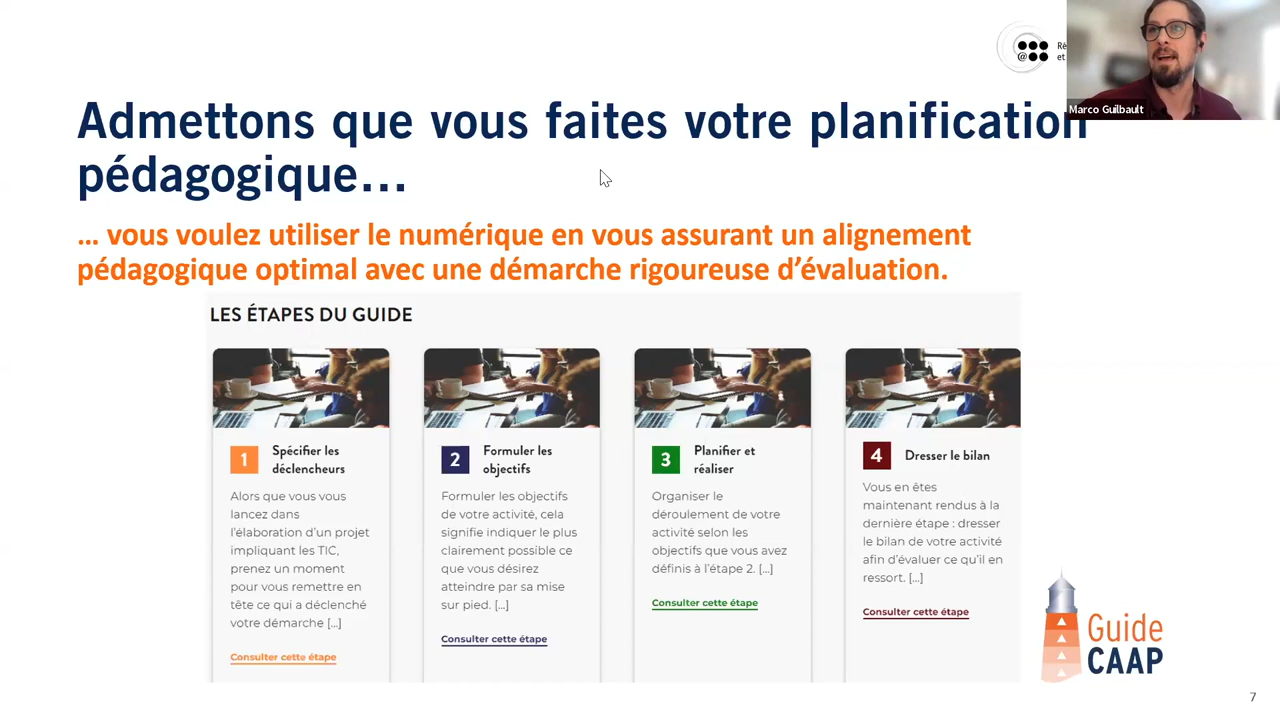 Ré
et
Marco Guilbault
Admettons que vous faites votre planification
pédagogique…
… vous voulez utiliser le numérique en vous assurant un alignement
pédagogique optimal avec une démarche rigoureuse d’évaluation.
LES ÉTAPES DU GUIDE
1
Spécifier les
déclencheurs
Alors que vous vous
lancez dans
l’élaboration d’un projet
impliquant les TIC,
prenez un moment
pour vous remettre en
tête ce qui a déclenché
votre démarche [...]
Consulter cette étape
2
Formuler les
objectifs
Formuler les objectifs
de votre activité, cela
signifie indiquer le plus
clairement possible ce
que vous désirez
atteindre par sa mise
sur pied. [...]
Consulter cette étape
3
Planifier et
réaliser
Organiser le
déroulement de votre
activité selon les
objectifs que vous avez
définis à l’étape 2. [...]
Consulter cette étape
4
Dresser le bilan
Vous en êtes
maintenant rendus à la
dernière étape : dresser
le bilan de votre activité
afin d’évaluer ce qu’il en
ressort. [...]
Consulter cette étape
Guide
CAAP
7